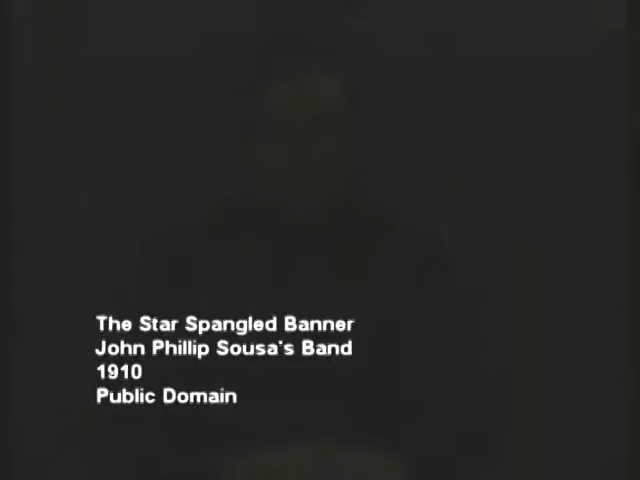 The Star Spangled Banner
John Phillip Sousa's Band
1910
Public Domain